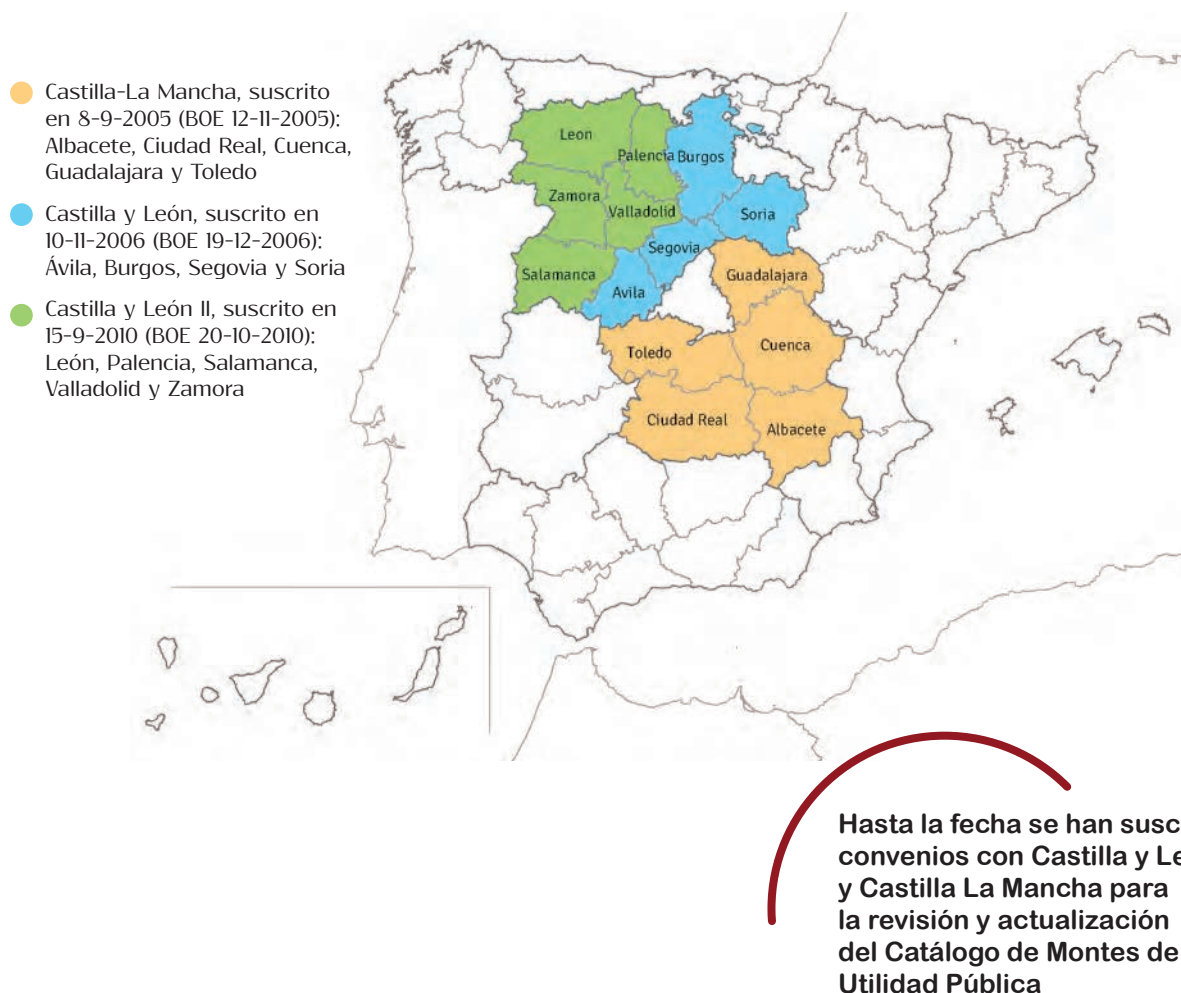 Castilla-La Mancha, suscrito
en 8-9-2005 (BOE 12-11-2005):
Albacete, Ciudad Real, Cuenca,
Guadalajara y Toledo
Castilla y León, suscrito en
10-11-2006 (BOE 19-12-2006):
Ávila, Burgos, Segovia y Soria
Castilla y León II, suscrito en
15-9-2010 (BOE 20-10-2010):
León, Palencia, Salamanca,
Valladolid y Zamora
Leon
Palencia
Burgos
Zamora
Valladolid
Soria
Segovia
Salamanca
Avila
Guadalajara
Toledo
Cuenca
Ciudad Real
Albacete
Hasta la fecha se han susc
convenios con Castilla y Le
y Castilla La Mancha para
la revisión y actualización
del Catálogo de Montes de
Utilidad Pública